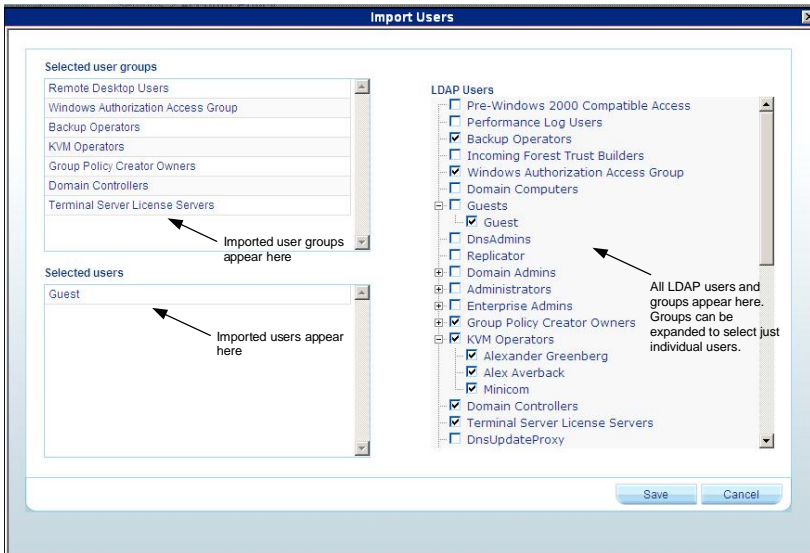 Import Users
Selected user groups
Remote Desktop Users
Windows Authorization Access Group
Backup Operators
KVM Operators
Group Policy Creator Owners
Domain Controllers
Terminal Server License Servers
Imported user groups
appear here
Selected users
Guest
Imported users appear
here
LDAP Users
Pre-Windows 2000 Compatible Access
Performance Log Users
Backup Operators
Incoming Forest Trust Builders
Windows Authorization Access Group
Domain Computers
Guests
Guest
DnsAdmins
Replicator
Domain Admins
Administrators
Enterprise Admins
Group Policy Creator Owners
KVM Operators
Alexander Greenberg
Alex Averback
Minicom
Domain Controllers
Terminal Server License Servers
DnsUpdateProxy
All LDAP users and
groups appear here.
Groups can be
expanded to select just
individual users.
Save
Cancel